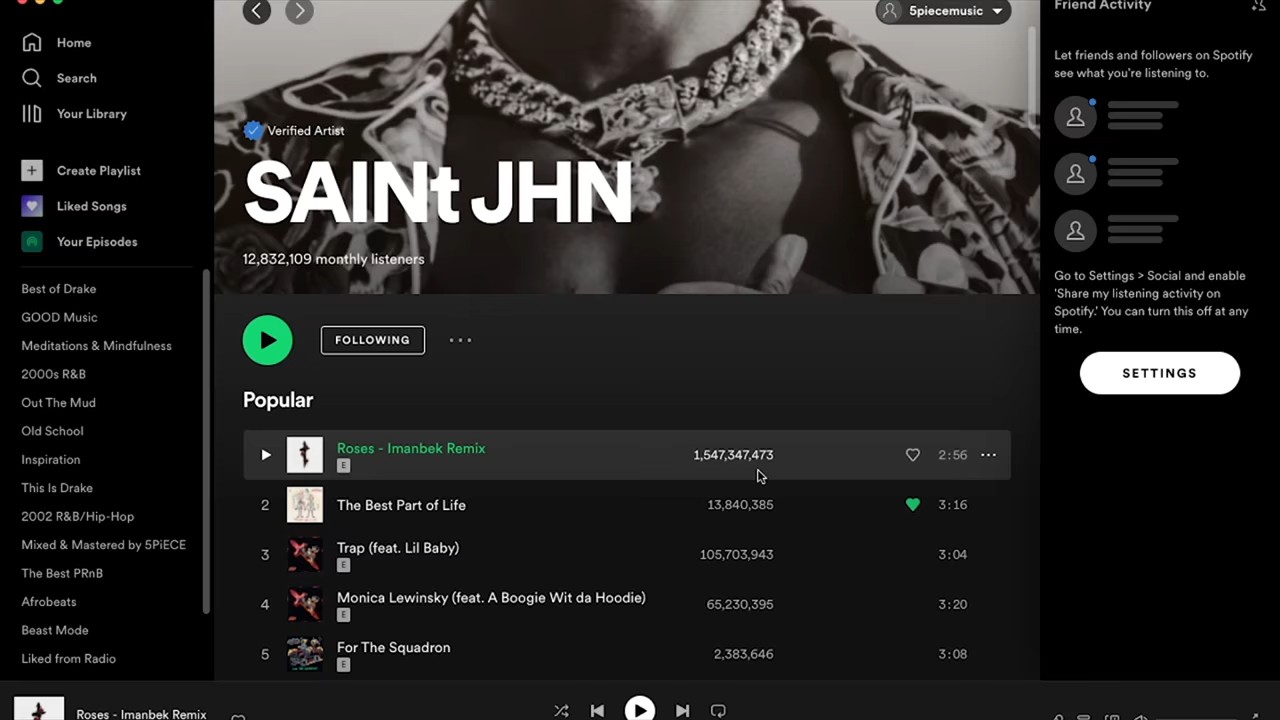 Home
Search
Your Library
Create Playlist
Liked Songs
Your Episodes
Best of Drake
GOOD Music
Meditations & Mindfulness
2000s R&B
Out The Mud
Old School
Inspiration
This Is Drake
2002 R&B/Hip-Hop
Mixed & Mastered by 5PiECE
The Best PRnB
Afrobeats
Beast Mode
Liked from Radio
5piecemusic
Verified Artist
SAINt JHN
12,832,109 monthly listeners
FOLLOWING
Popular
Roses - Imanbek Remix 1,547,347,473 2:56
E
2 The Best Part of Life 13,840,385 3:16
3 Trap (feat. Lil Baby) 105,703,943 3:04
E
4 Monica Lewinsky (feat. A Boogie Wit da Hoodie) 65,230,395 3:20
E
5 For The Squadron 2,383,646 3:08
E
Friend Activity
Let friends and followers on Spotify
see what you're listening to.
Go to Settings > Social and enable
'Share my listening activity on
Spotify.' You can turn this off at any
time.
SETTINGS
Roses - Imanbek Remix